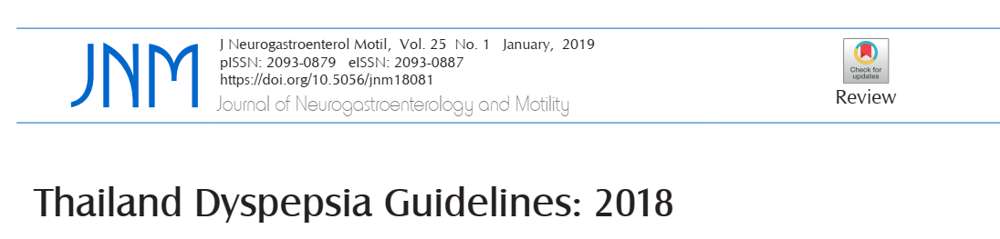 JNM
J Neurogastroenterol Motil, Vol. 25 No. 1 January, 2019
pISSN: 2093-0879 eISSN: 2093-0887
https://doi.org/10.5056/jnm18081
Journal of Neurogastroenterology and Motility
Check for
updates
Review
Thailand Dyspepsia Guidelines: 2018